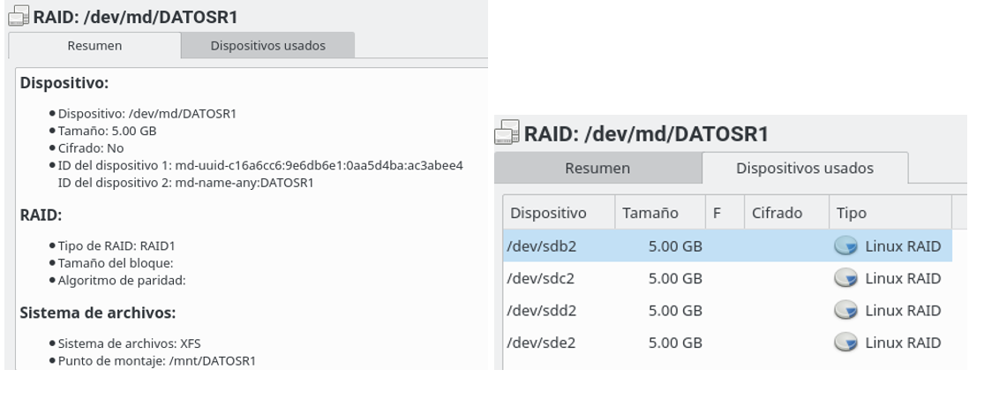 RAID: /dev/md/DATOSR1
Resumen Dispositivos usados
Dispositivo:
Dispositivo: /dev/md/DATOSR1
Tamaño: 5.00 GB
Cifrado: No
ID del dispositivo 1: md-uuid-c16a6cc6:9e6db6e1:0aa5d4ba:ac3abee4
ID del dispositivo 2: md-name-any:DATOSR1
RAID:
Tipo de RAID: RAID1
Tamaño del bloque:
Algoritmo de paridad:
Sistema de archivos:
Sistema de archivos: XFS
Punto de montaje: /mnt/DATOSR1
RAID: /dev/md/DATOSR1
Resumen Dispositivos usados
Dispositivo Tamaño F Cifrado Tipo
/dev/sdb2 5.00 GB Linux RAID
/dev/sdc2 5.00 GB Linux RAID
/dev/sdd2 5.00 GB Linux RAID
/dev/sde2 5.00 GB Linux RAID